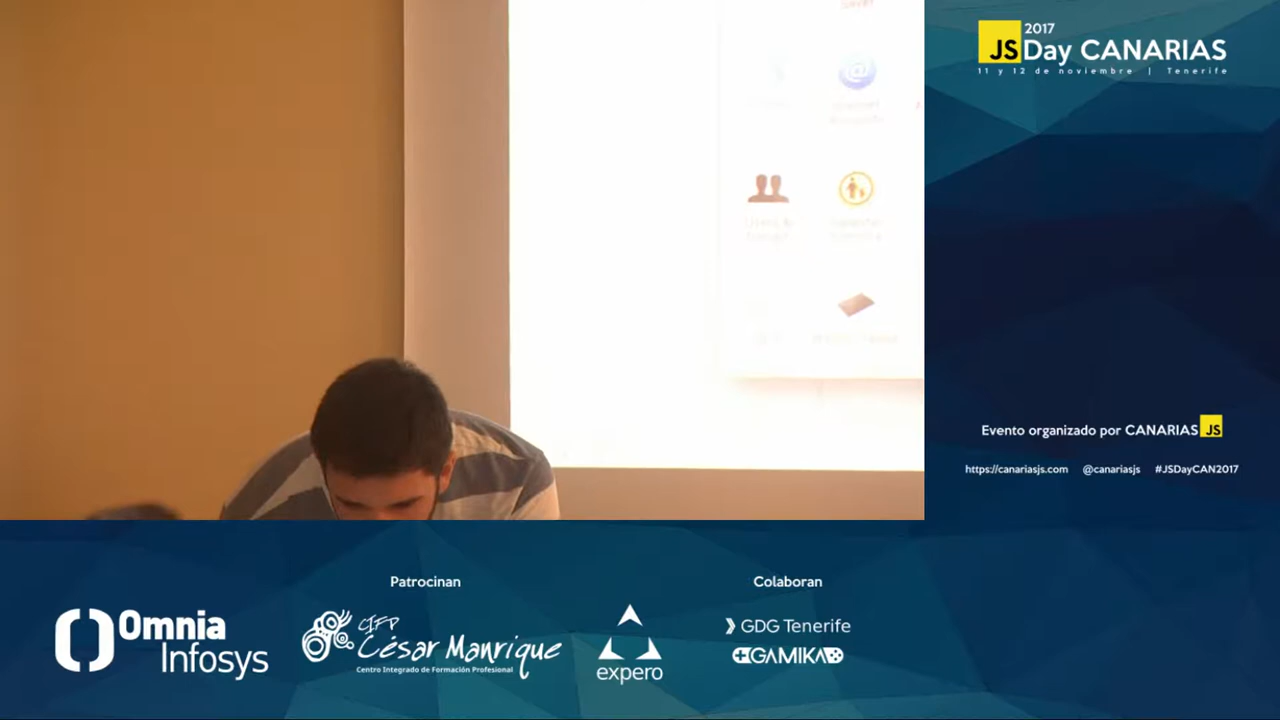 2017
JS Day CANARIAS
11 y 12 de noviembre | Tenerife
Evento organizado por CANARIAS JS
https://canariasjs.com @canariasjs #JSDayCAN2017
Patrocinan
Colaboran
Omnia
Infosys
CIFP
César Manrique
Centro Integrado de Formación Profesional
expero
GDG Tenerife
GAMIKA